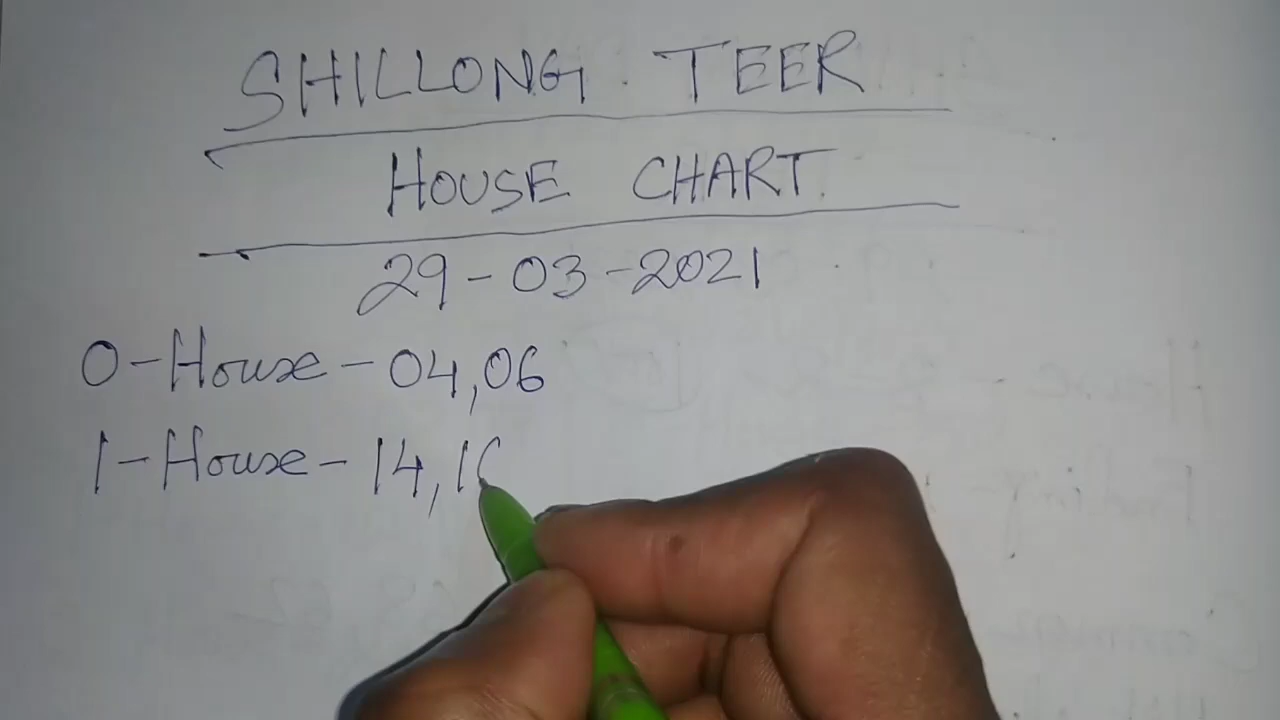 SHILLONG TEER
HOUSE CHART
29-03-2021
0-House-04,06
1-House-14,1